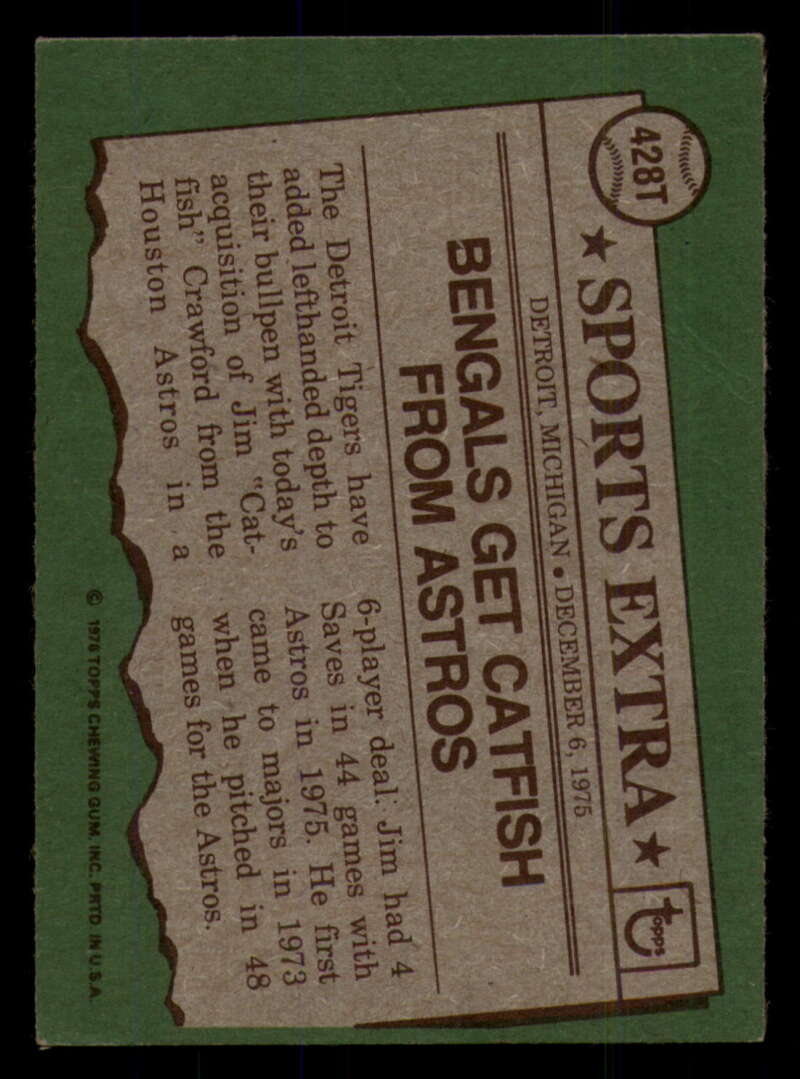 428T
★ SPORTS EXTRA ★
topps
DETROIT, MICHIGAN • DECEMBER 6, 1975
BENGALS GET CATFISH
FROM ASTROS
The Detroit Tigers have
added lefthanded depth to
their bullpen with today's
acquisition of Jim "Cat-
fish" Crawford from the
Houston Astros in a
6-player deal. Jim had 4
Saves in 44 games with
Astros in 1975. He first
came to majors in 1973
when he pitched in 48
games for the Astros.
© 1976 TOPPS CHEWING GUM, INC. PRTD. IN U.S.A.